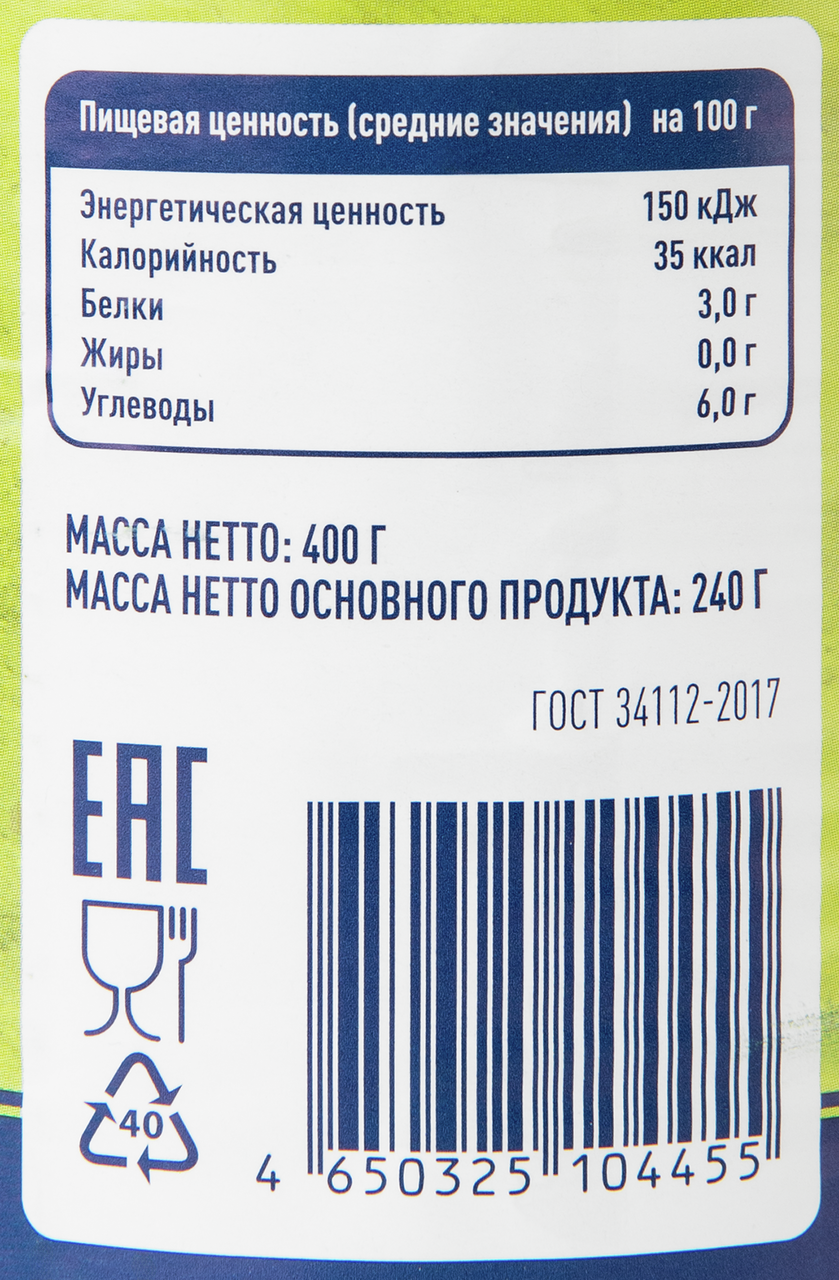 Пищевая ценность (средние значения) на 100 г
Энергетическая ценность 150 кДж
Калорийность 35 ккал
Белки 3,0 г
Жиры 0,0 г
Углеводы 6,0 г
МАССА НЕТТО: 400 Г
МАССА НЕТТО ОСНОВНОГО ПРОДУКТА: 240 Г
ГОСТ 34112-2017
ЕАС
40
4 650325 104455